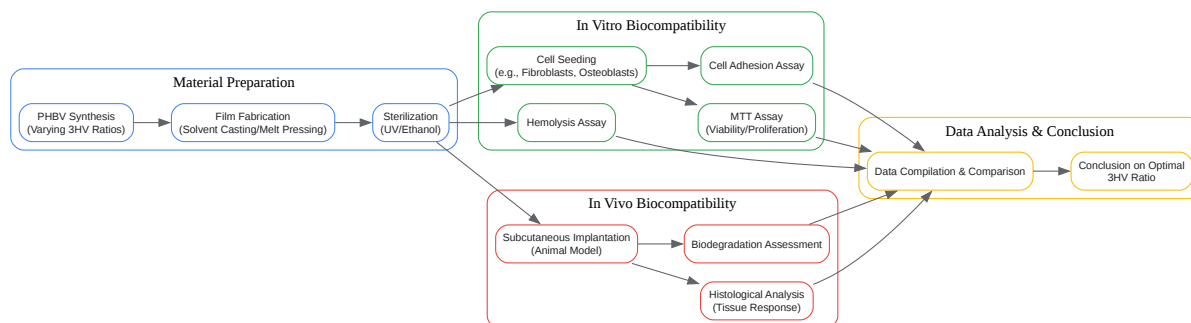 Material Preparation
PHBV Synthesis
(Varying 3HV Ratios)
Film Fabrication
(Solvent Casting/Melt Pressing)
Sterilization
(UV/Ethanol)
In Vitro Biocompatibility
Cell Seeding
(e.g., Fibroblasts, Osteoblasts)
Cell Adhesion Assay
Hemolysis Assay
MTT Assay
(Viability/Proliferation)
In Vivo Biocompatibility
Subcutaneous Implantation
(Animal Model)
Biodegradation Assessment
Histological Analysis
(Tissue Response)
Data Analysis & Conclusion
Data Compilation & Comparison
Conclusion on Optimal
3HV Ratio